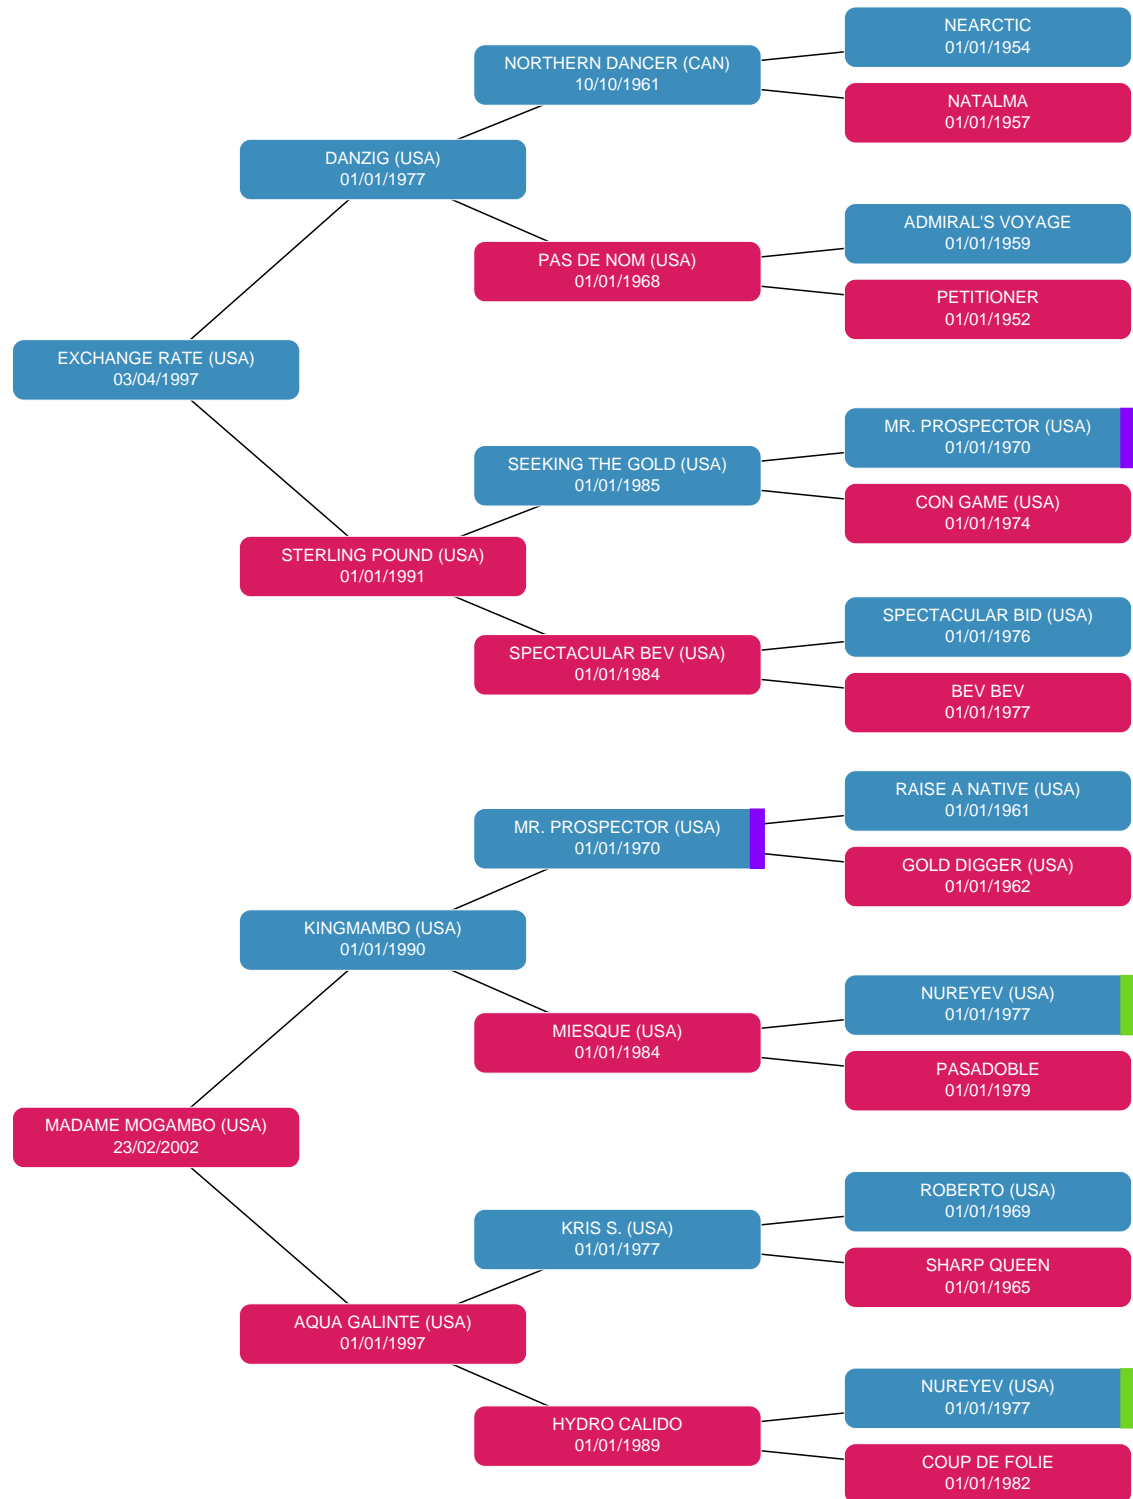 NEARCTIC
01/01/1954
NORTHERN DANCER (CAN)
10/10/1961
NATALMA
01/01/1957
DANZIG (USA)
01/01/1977
ADMIRAL'S VOYAGE
01/01/1959
PAS DE NOM (USA)
01/01/1968
PETITIONER
01/01/1952
EXCHANGE RATE (USA)
03/04/1997
MR. PROSPECTOR (USA)
01/01/1970
SEEKING THE GOLD (USA)
01/01/1985
CON GAME (USA)
01/01/1974
STERLING POUND (USA)
01/01/1991
SPECTACULAR BID (USA)
01/01/1976
SPECTACULAR BEV (USA)
01/01/1984
BEV BEV
01/01/1977
RAISE A NATIVE (USA)
01/01/1961
MR. PROSPECTOR (USA)
01/01/1970
GOLD DIGGER (USA)
01/01/1962
KINGMAMBO (USA)
01/01/1990
NUREYEV (USA)
01/01/1977
MIESQUE (USA)
01/01/1984
PASADOBLE
01/01/1979
MADAME MOGAMBO (USA)
23/02/2002
ROBERTO (USA)
01/01/1969
KRIS S. (USA)
01/01/1977
SHARP QUEEN
01/01/1965
AQUA GALINTE (USA)
01/01/1997
NUREYEV (USA)
01/01/1977
HYDRO CALIDO
01/01/1989
COUP DE FOLIE
01/01/1982